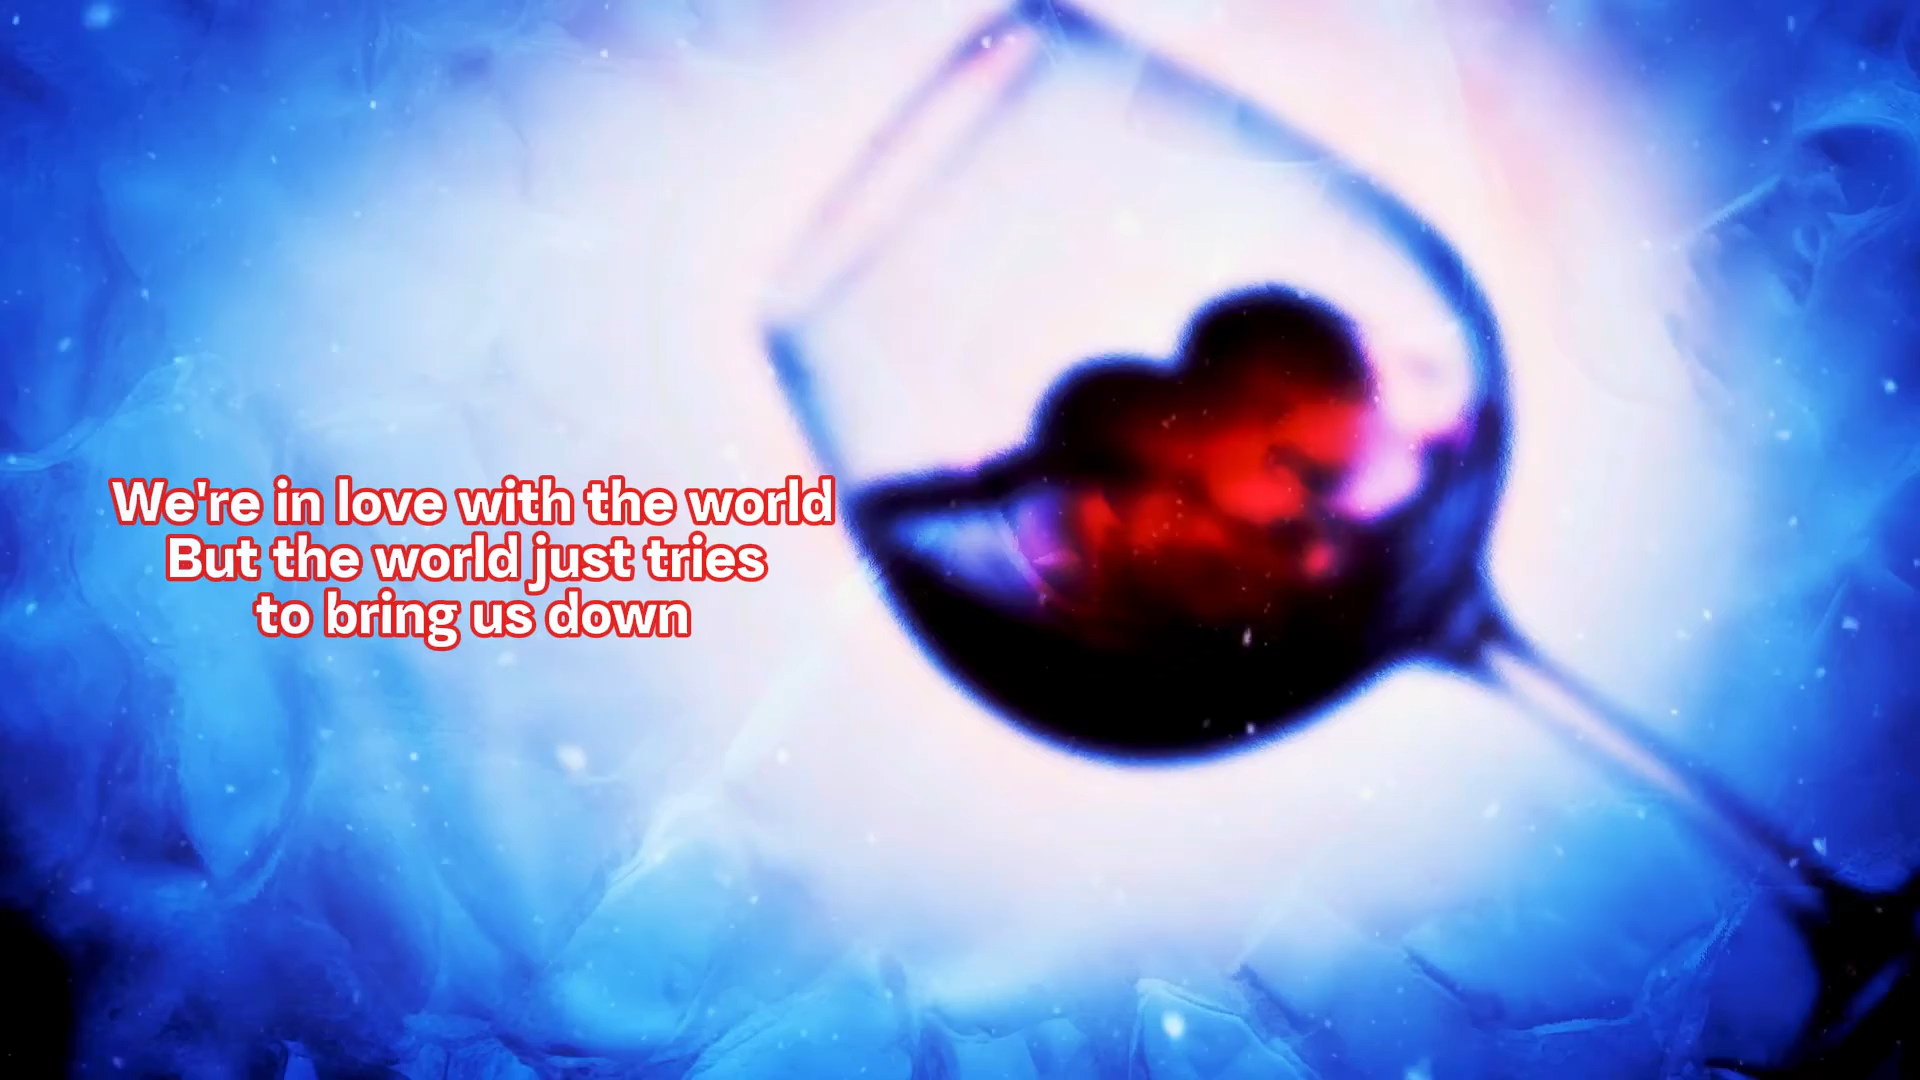 We're in love with the world
But the world just tries
to bring us down